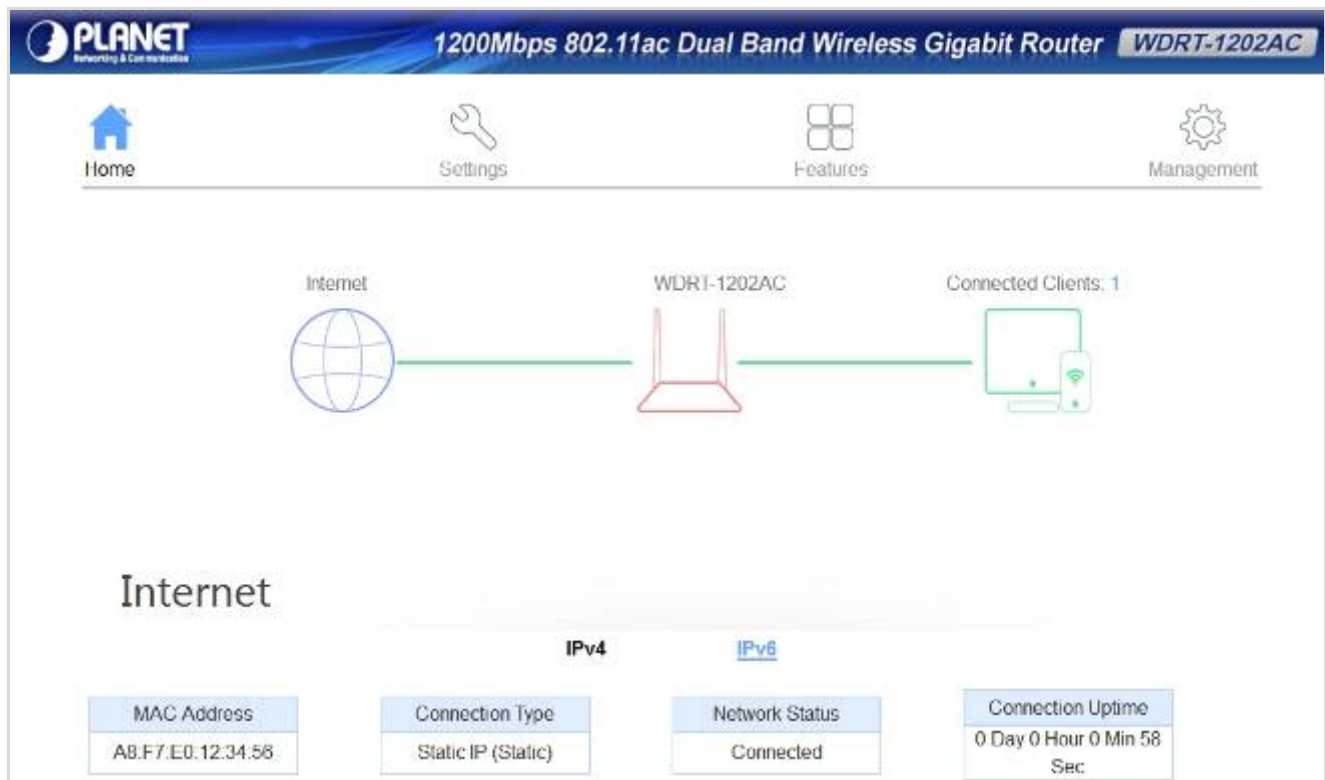 PLANET
Networking & Communication
1200Mbps 802.11ac Dual Band Wireless Gigabit Router WDRT-1202AC
Home Settings Features Management
Internet WDRT-1202AC Connected Clients: 1
Internet
IPv4 IPv6
MAC Address Connection Type Network Status Connection Uptime
A8:F7:E0:12:34:56 Static IP (Static) Connected 0 Day 0 Hour 0 Min 58
Sec